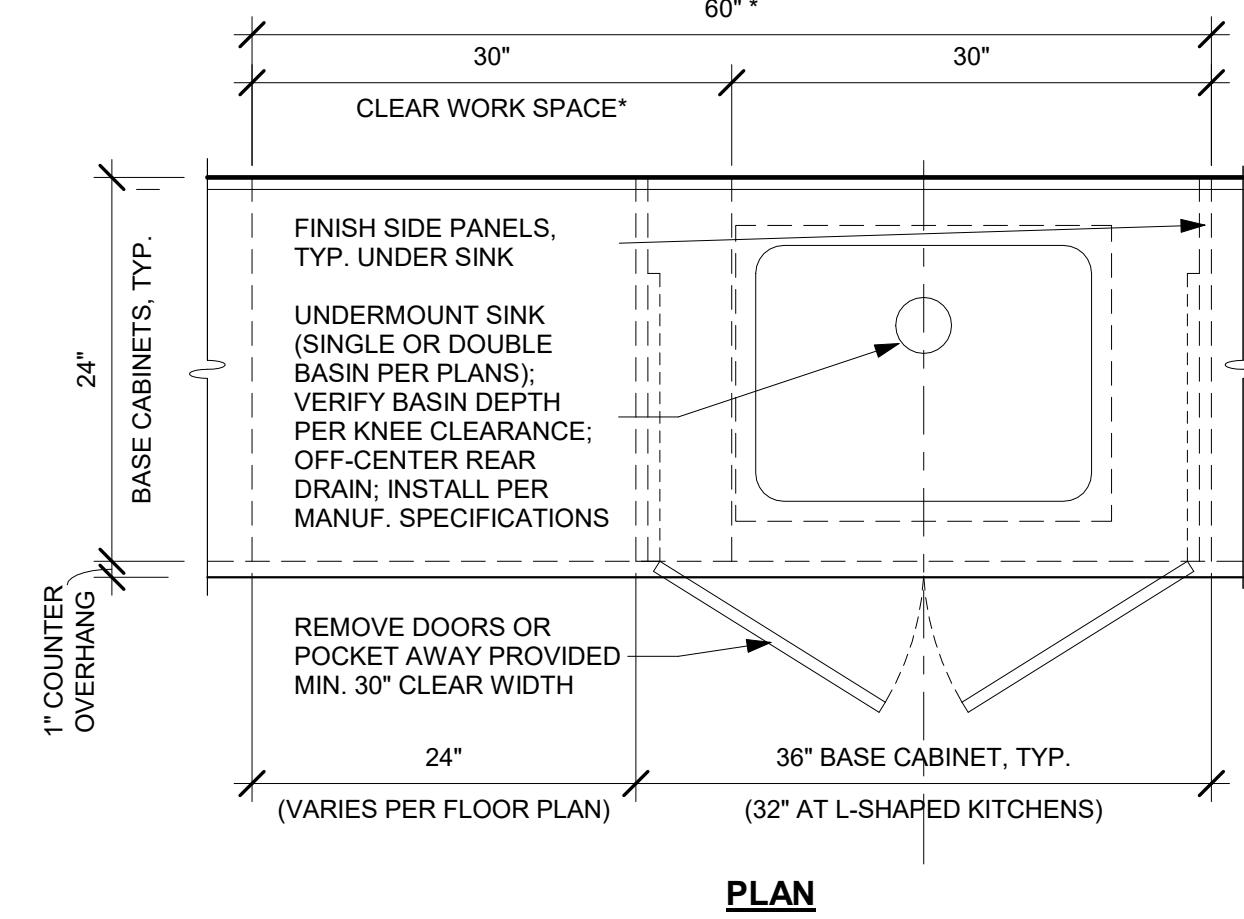 60" *
30"
30"
CLEAR WORK SPACE*
FINISH SIDE PANELS,
TYP. UNDER SINK
UNDERMOUNT SINK
(SINGLE OR DOUBLE
BASIN PER PLANS);
VERIFY BASIN DEPTH
PER KNEE CLEARANCE;
OFF-CENTER REAR
DRAIN; INSTALL PER
MANUF. SPECIFICATIONS
24"
BASE CABINETS, TYP.
1" COUNTER
OVERHANG
REMOVE DOORS OR
POCKET AWAY PROVIDED
MIN. 30" CLEAR WIDTH
24"
(VARIES PER FLOOR PLAN)
36" BASE CABINET, TYP.
(32" AT L-SHAPED KITCHENS)
PLAN